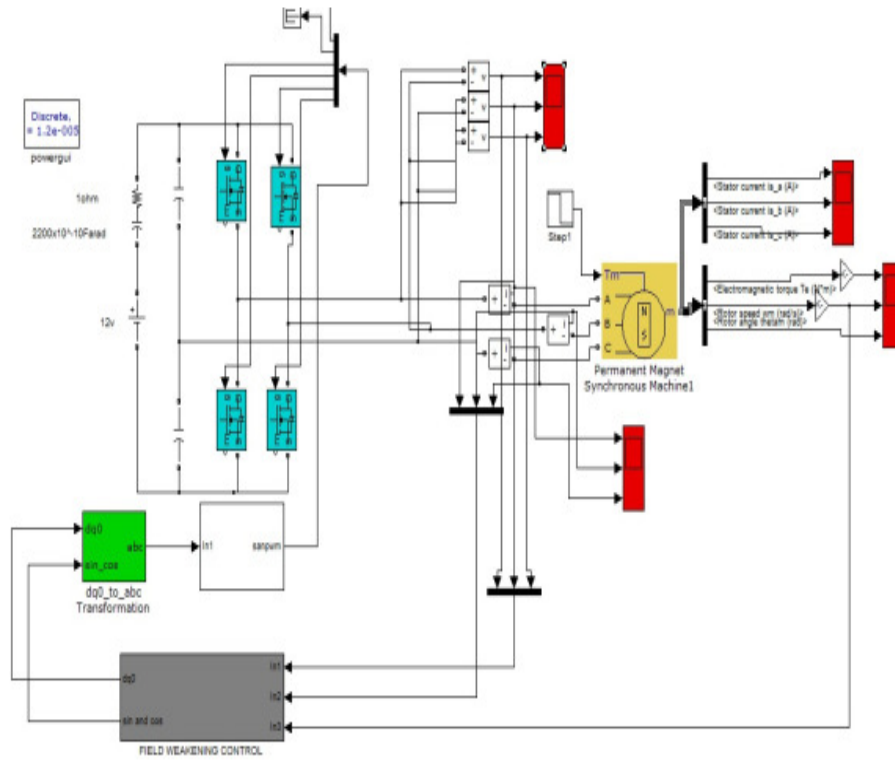 Discrete,
= 1.2e-005
powergui
1ohm
2200x10^-10Farad
12v
+
v
+
v
+
v
Step1
Tm
A
B
C
N
S
m
Permanent Magnet
Synchronous Machine1
<Stator current is_a (A)>
<Stator current is_b (A)>
<Stator current is_c (A)>
<Electromagnetic torque Te (N*m)>
<Rotor speed wm (rad/s)>
<Rotor angle thetam (rad)>
dq0
abc
sin_cos
dq0_to_abc
Transformation
In1
sanpwm
dq0
sin and cos
In1
In2
In3
FIELD WEAKENING CONTROL